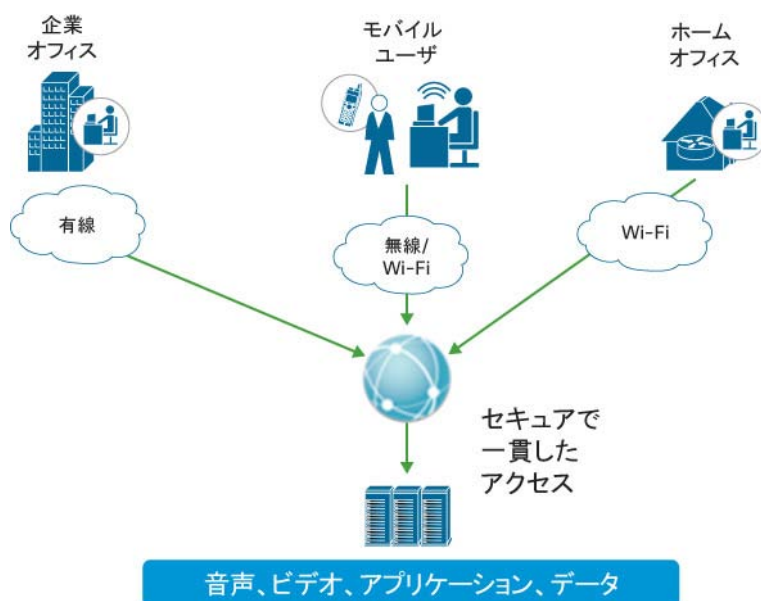 企業
オフィス
モバイル
ユーザ
ホーム
オフィス
有線
無線/
Wi-Fi
Wi-Fi
セキュアで
一貫した
アクセス
音声、ビデオ、アプリケーション、データ